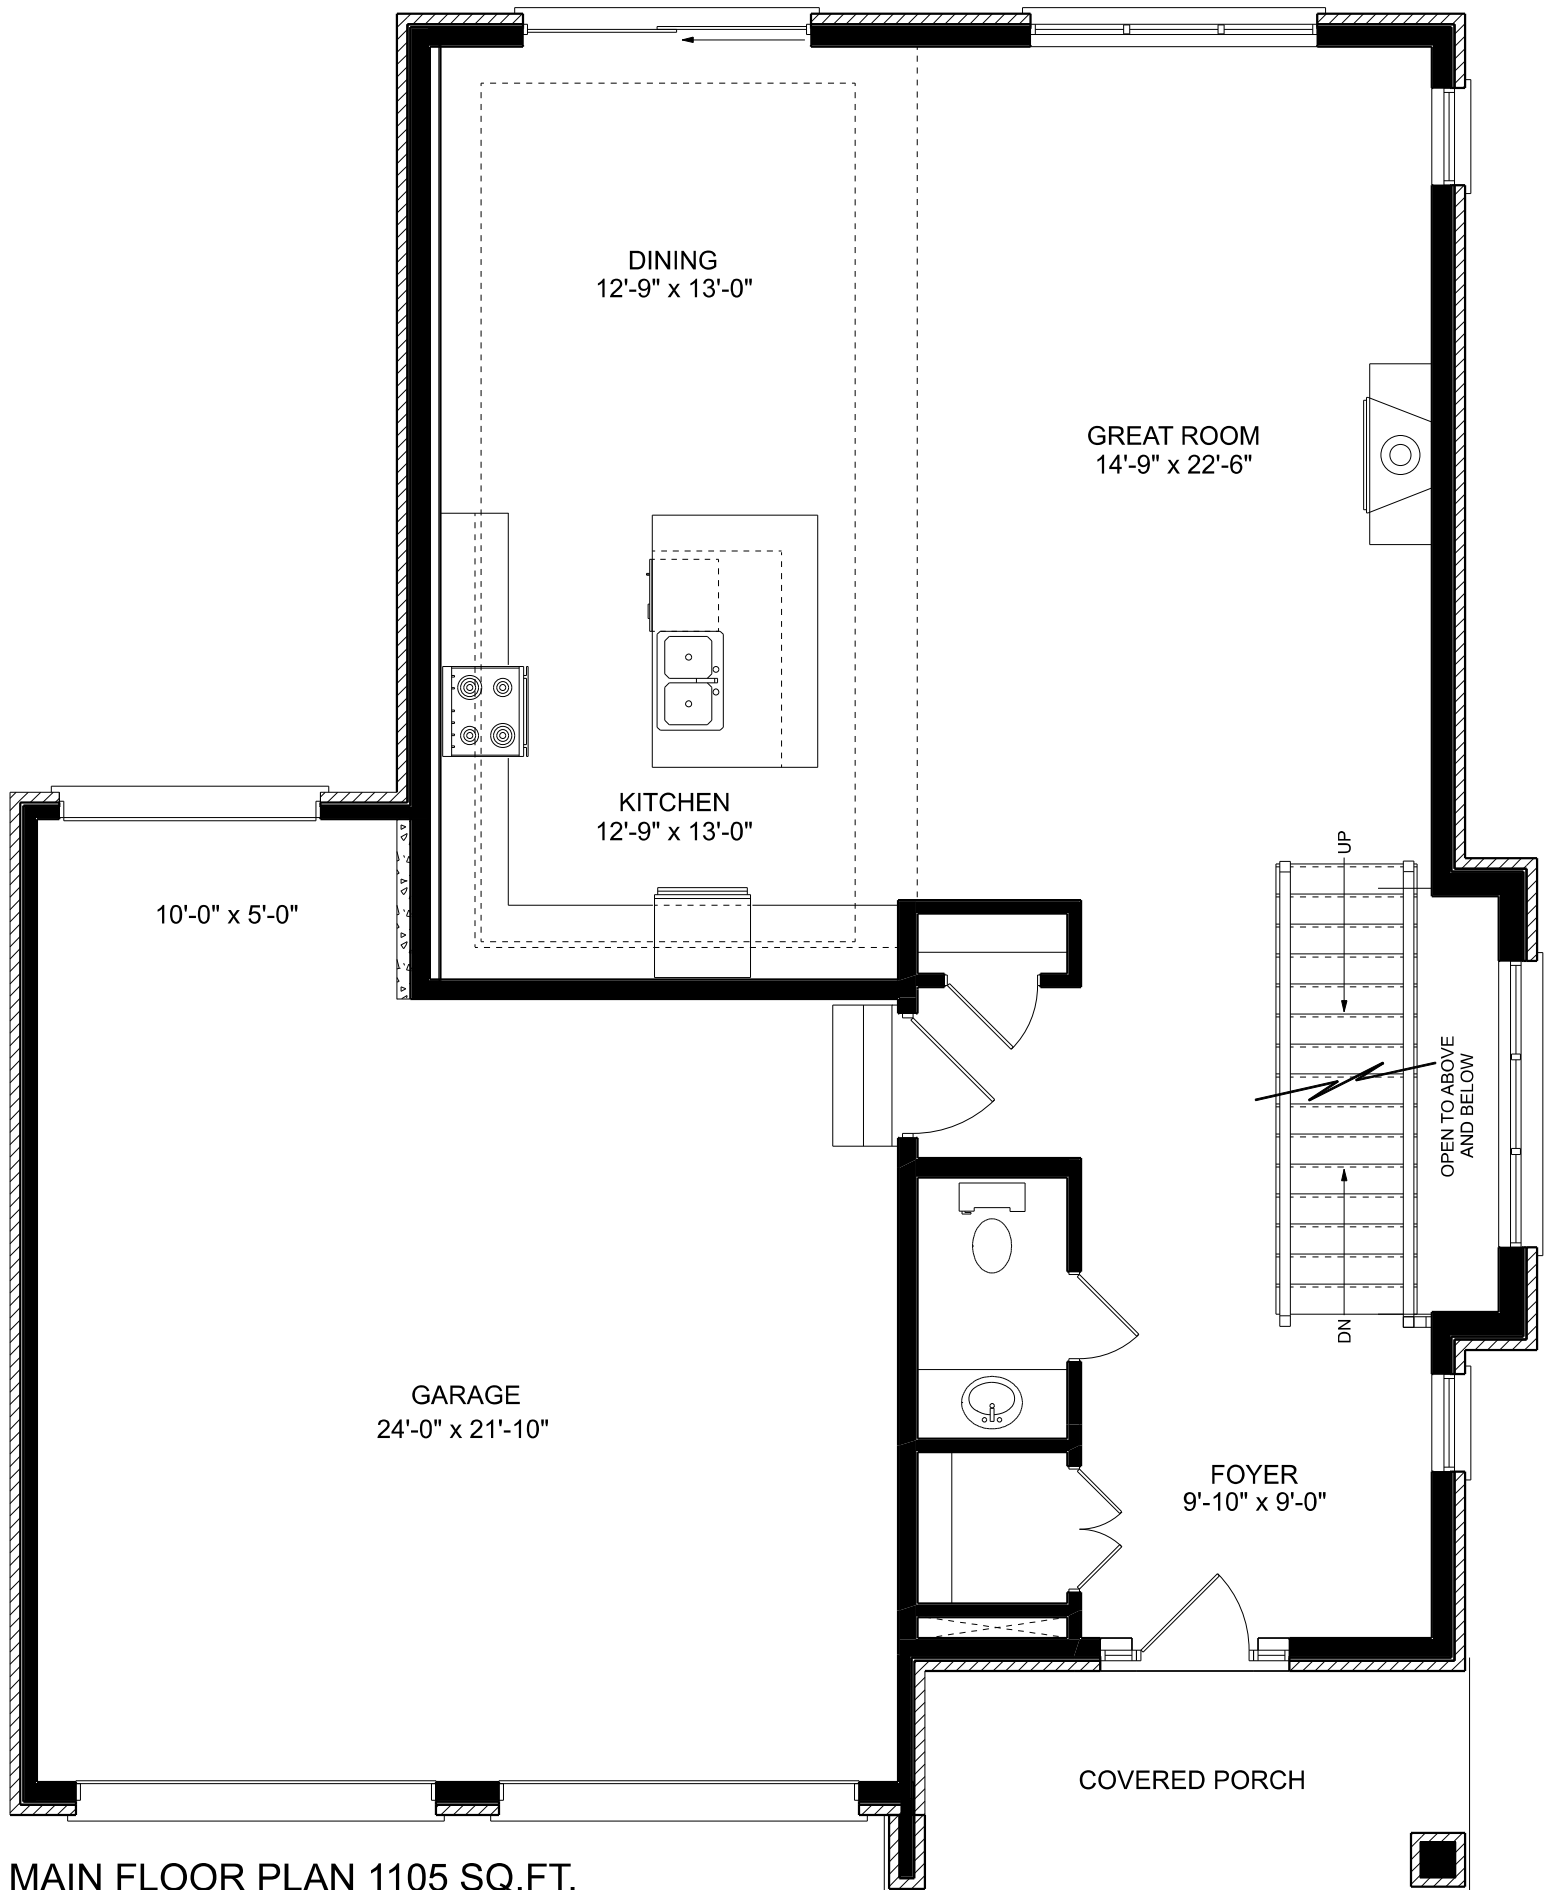 DINING
12'-9" x 13'-0"
GREAT ROOM
14'-9" x 22'-6"
KITCHEN
12'-9" x 13'-0"
UP
10'-0" x 5'-0"
OPEN TO ABOVE
AND BELOW
DN
GARAGE
24'-0" x 21'-10"
FOYER
9'-10" x 9'-0"
COVERED PORCH
MAIN FLOOR PLAN 1105 SQ.FT.